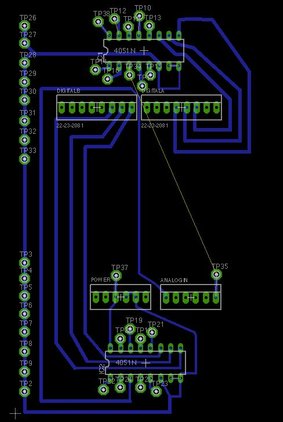 TP26
TP38
TP12
TP10
TP13
TP27
4051N
TP28
TP29
TP30
DIGITALB
DIGITALA
TP31
22-23-2081
22-23-2081
TP32
TP33
TP3
TP4
TP37
TP35
TP5
POWER
ANALOGIN
TP6
TP7
TP19
TP21
TP8
4051N
TP9
TP2